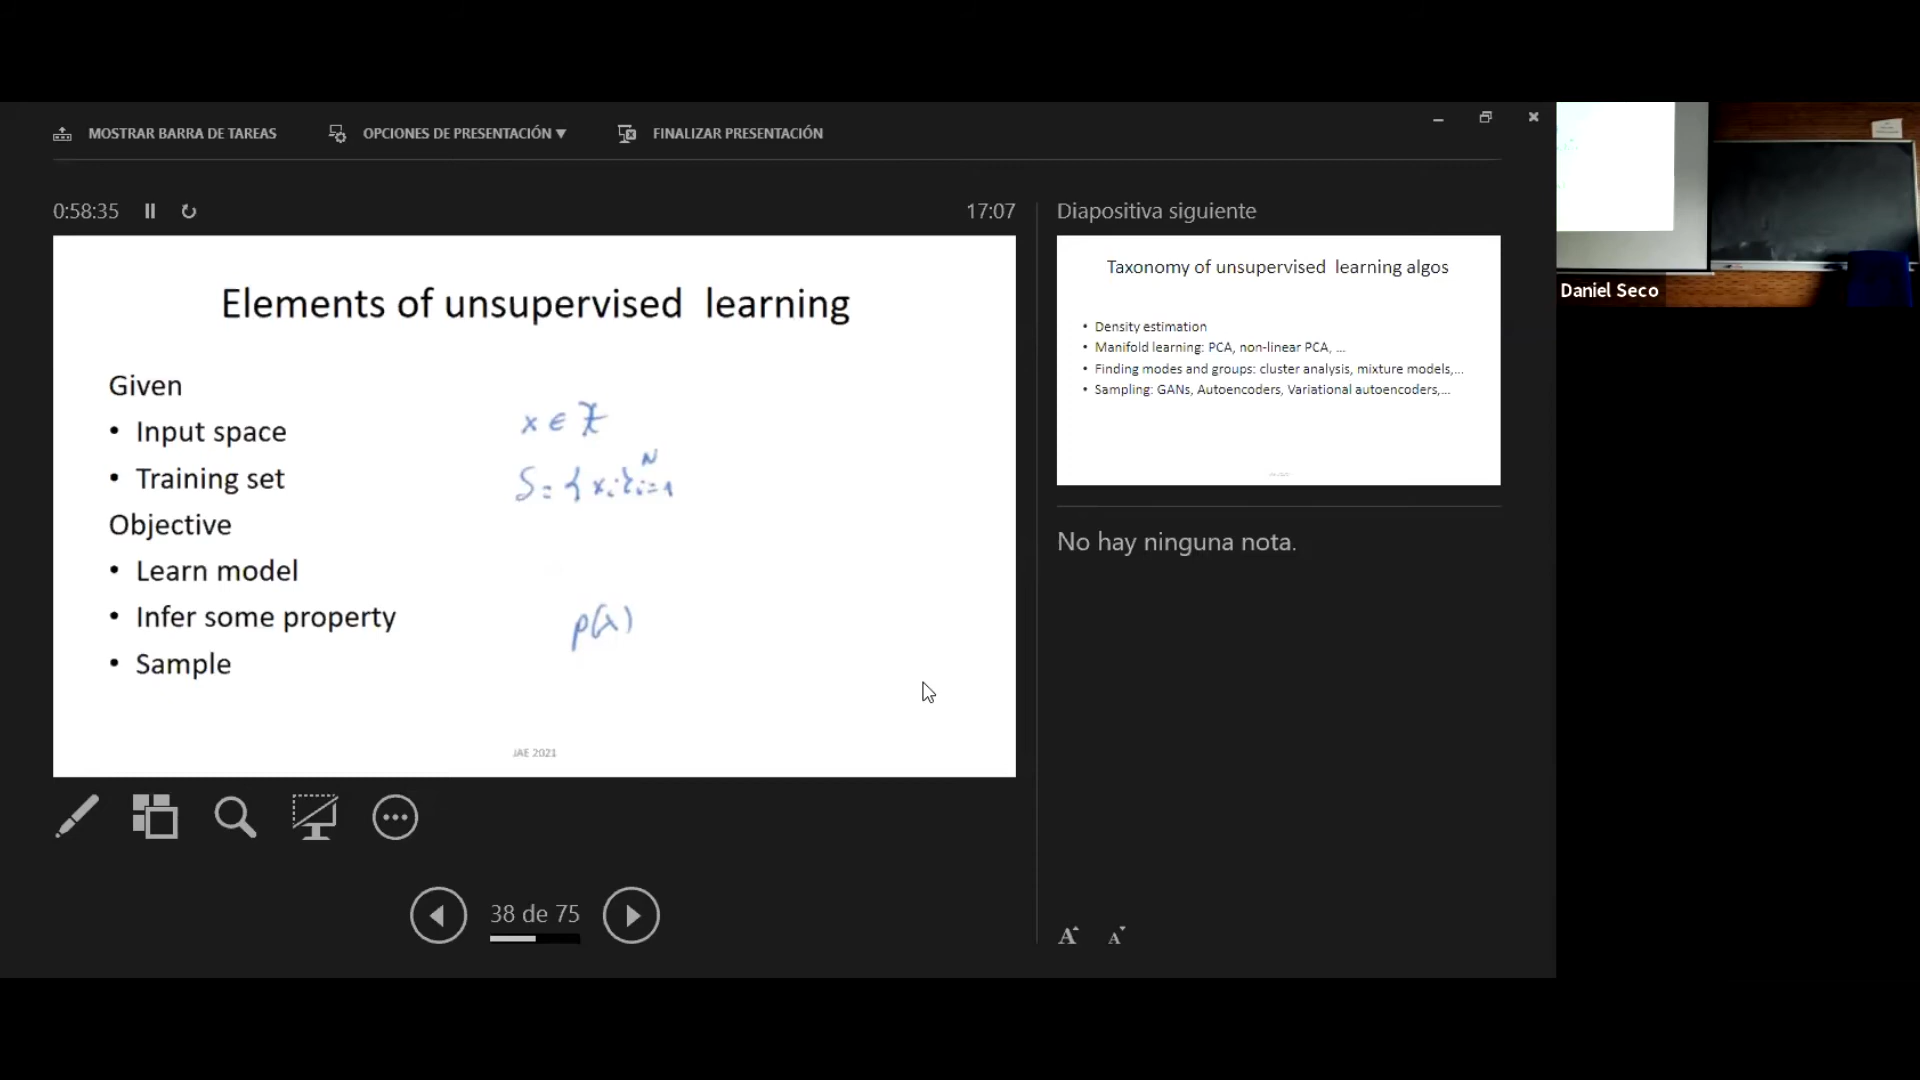 MOSTRAR BARRA DE TAREAS
OPCIONES DE PRESENTACIÓN ▼
FINALIZAR PRESENTACIÓN
0:58:35
17:07
Elements of unsupervised learning
Given
• Input space
x ∈ X
• Training set
S = {xi}i=1 N
Objective
• Learn model
• Infer some property
p(x)
• Sample
JAE 2021
38 de 75
Diapositiva siguiente
Taxonomy of unsupervised learning algos
• Density estimation
• Manifold learning: PCA, non-linear PCA, ...
• Finding modes and groups: cluster analysis, mixture models,...
• Sampling: GANs, Autoencoders, Variational autoencoders,...
No hay ninguna nota.
A A
Daniel Seco